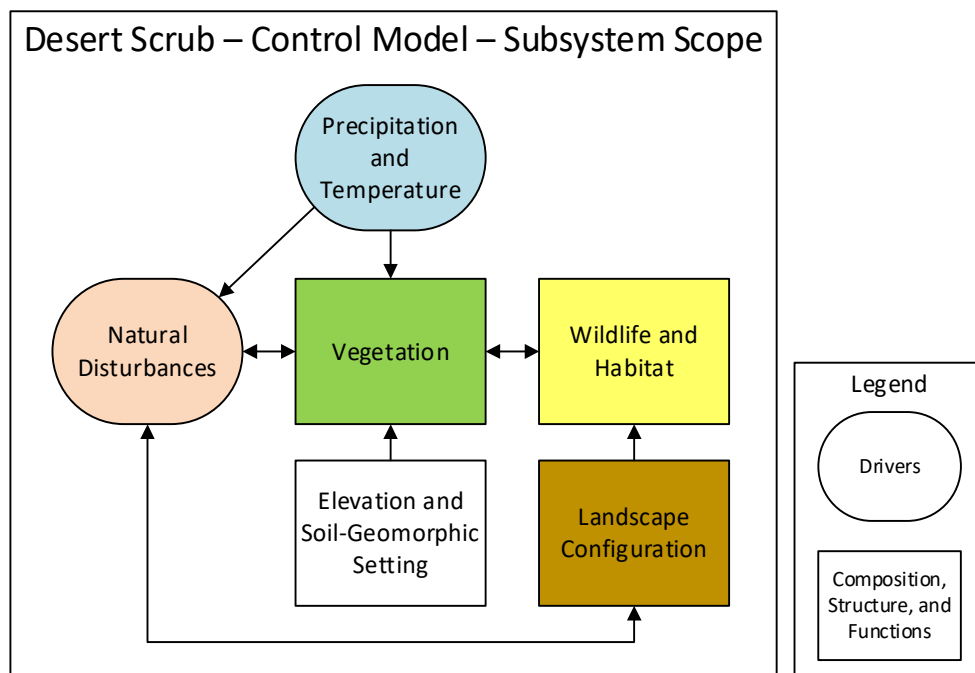 Desert Scrub – Control Model – Subsystem Scope
Precipitation
and
Temperature
Natural
Disturbances
Vegetation
Wildlife and
Habitat
Elevation and
Soil-Geomorphic
Setting
Landscape
Configuration
Legend
Drivers
Composition,
Structure, and
Functions